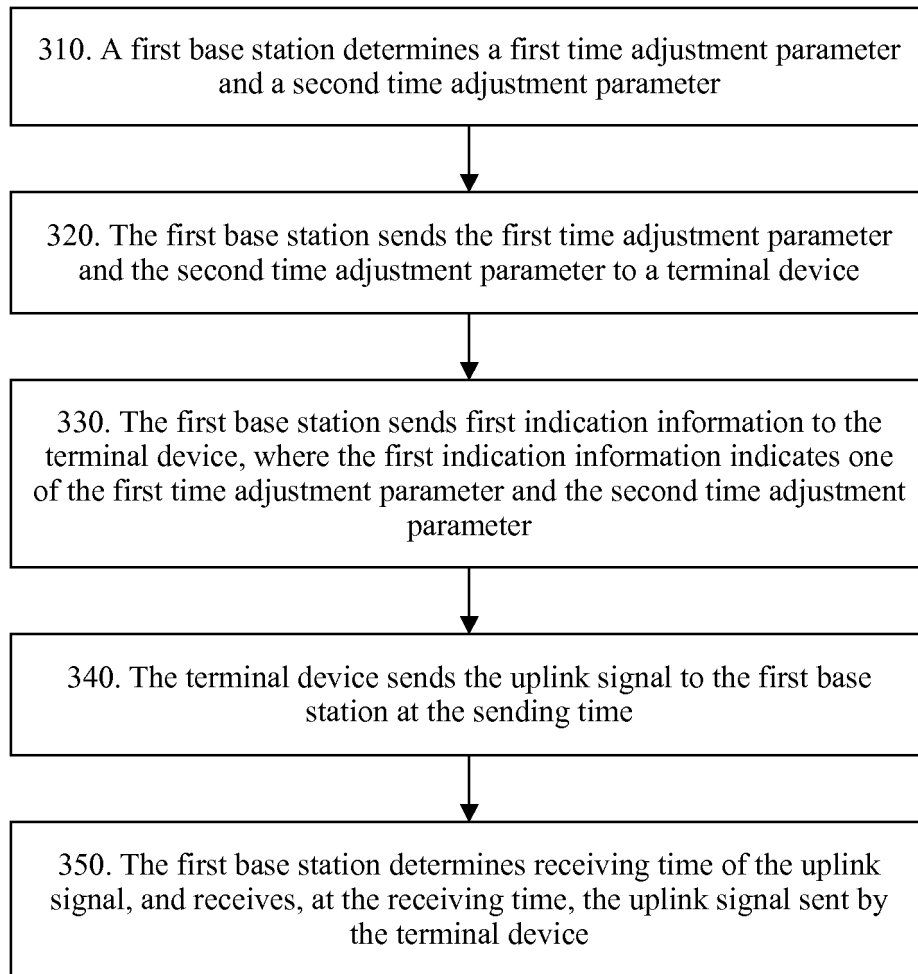 310. A first base station determines a first time adjustment parameter
and a second time adjustment parameter
320. The first base station sends the first time adjustment parameter
and the second time adjustment parameter to a terminal device
330. The first base station sends first indication information to the
terminal device, where the first indication information indicates one
of the first time adjustment parameter and the second time adjustment
parameter
340. The terminal device sends the uplink signal to the first base
station at the sending time
350. The first base station determines receiving time of the uplink
signal, and receives, at the receiving time, the uplink signal sent by
the terminal device